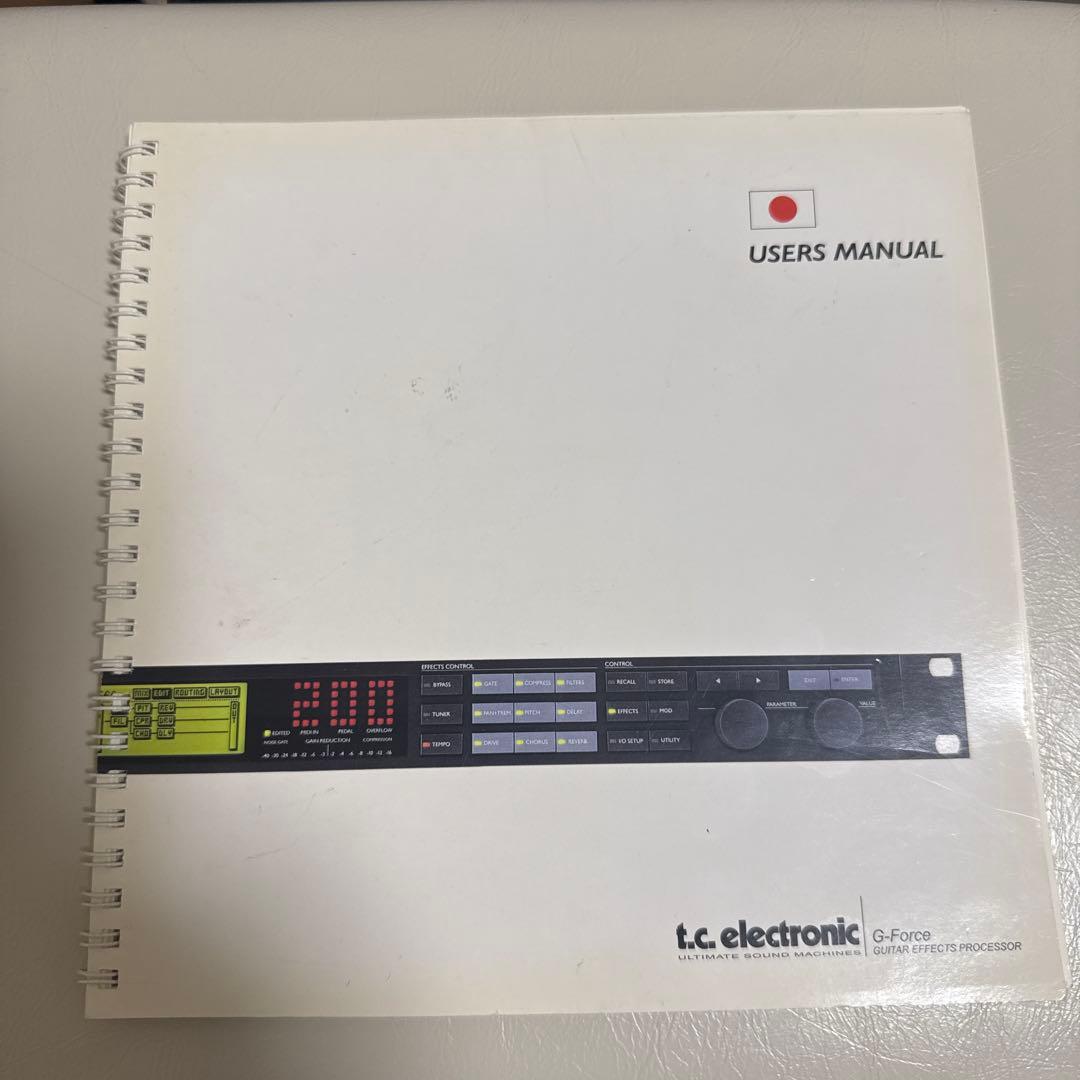 USERS MANUAL
EFFECTS CONTROL
CONTROL
BYPASS
GATE
COMPRESS
FILTERS
RECALL
STORE
EXIT
ENTER
MIX
EDIT
ROUTING
LAYOUT
PIT
REV
FIL
CPR
DRV
CHO
DLY
OUT
200
EDITED
MIDI IN
PEDAL
OVERFLOW
NOISE GATE
GAIN REDUCTION
COMPRESSION
TUNER
PAN+TREM
PITCH
DELAY
EFFECTS
MOD
PARAMETER
VALUE
TEMPO
DRIVE
CHORUS
REVERB
I/O SETUP
UTILITY
t.c. electronic
ULTIMATE SOUND MACHINES
G-Force
GUITAR EFFECTS PROCESSOR